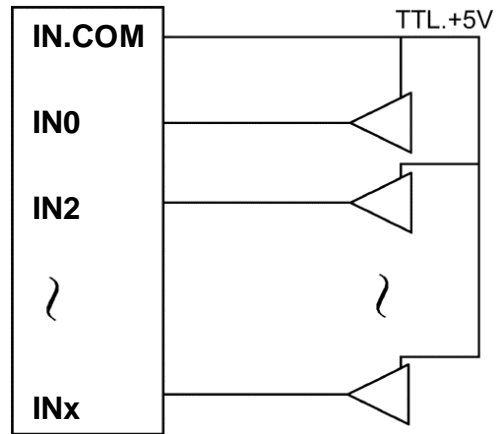 TTL.+5V
IN.COM
IN0
IN2
~
~
INx